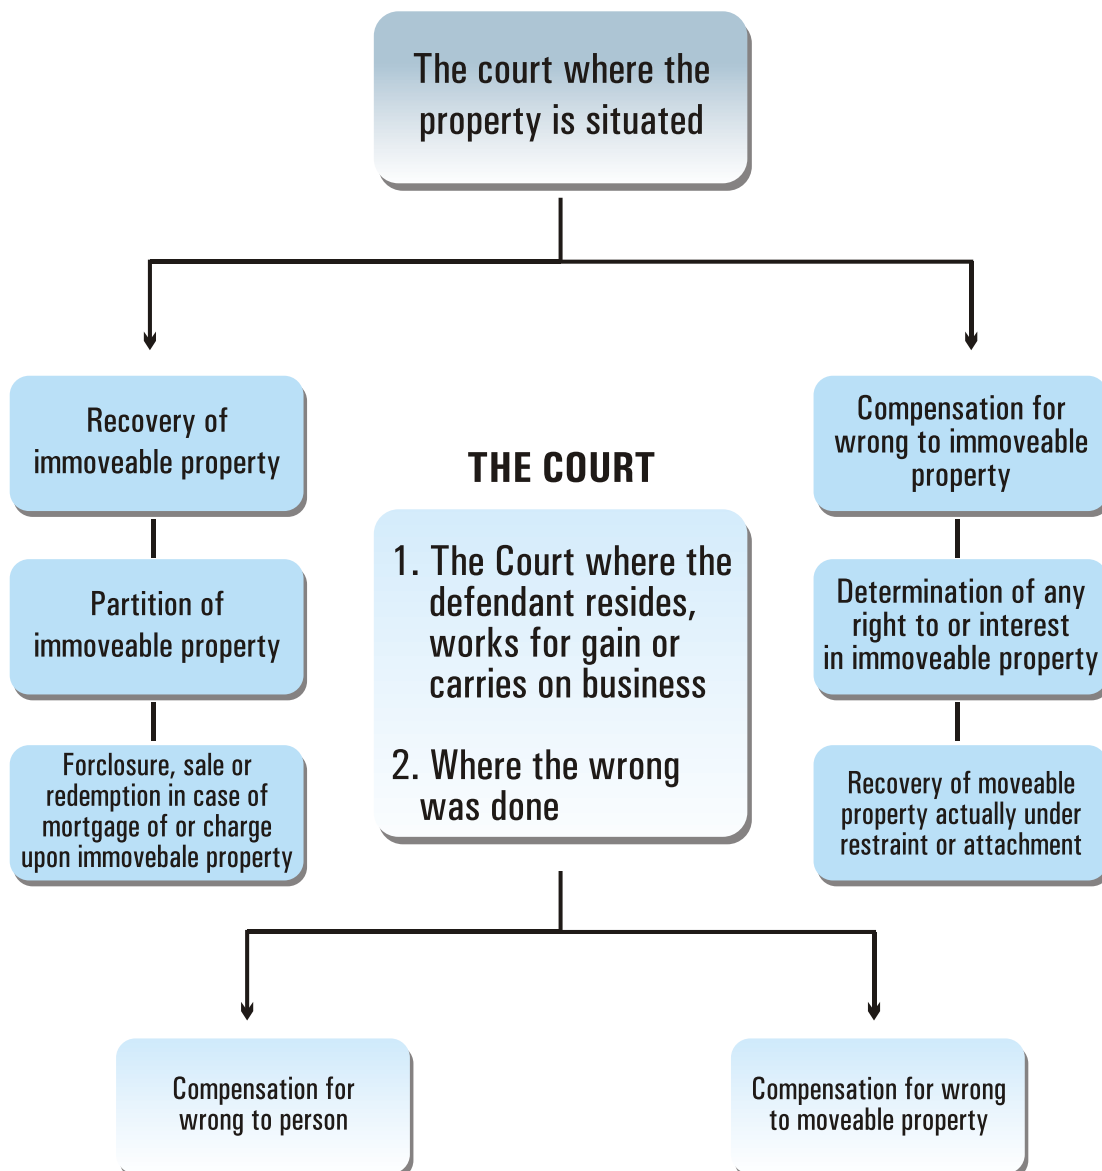 The court where the
property is situated
Recovery of
immoveable property
Partition of
immoveable property
Forclosure, sale or
redemption in case of
mortgage of or charge
upon immovebale property
THE COURT
1. The Court where the
defendant resides,
works for gain or
carries on business
2. Where the wrong
was done
Compensation for
wrong to immoveable
property
Determination of any
right to or interest
in immoveable property
Recovery of moveable
property actually under
restraint or attachment
Compensation for
wrong to person
Compensation for wrong
to moveable property